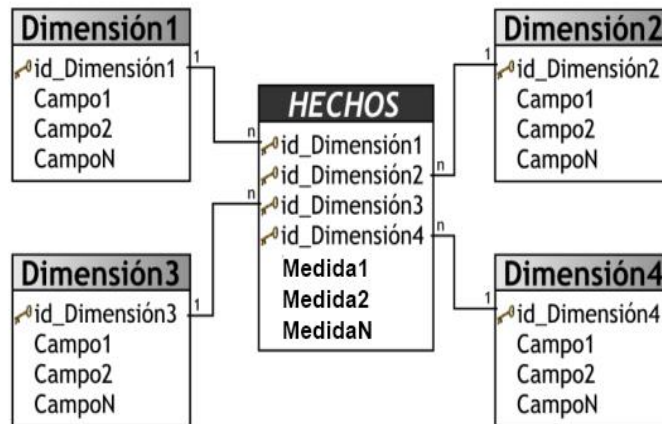 Dimensión1
1
id_Dimensión1
Campo1
Campo2
CampoN
Dimensión2
1
id_Dimensión2
Campo1
Campo2
CampoN
HECHOS
n
id_Dimensión1
id_Dimensión2
n
n
id_Dimensión3
id_Dimensión4
n
Medida1
Medida2
MedidaN
Dimensión3
id_Dimensión3
1
Campo1
Campo2
CampoN
Dimensión4
1
id_Dimensión4
Campo1
Campo2
CampoN